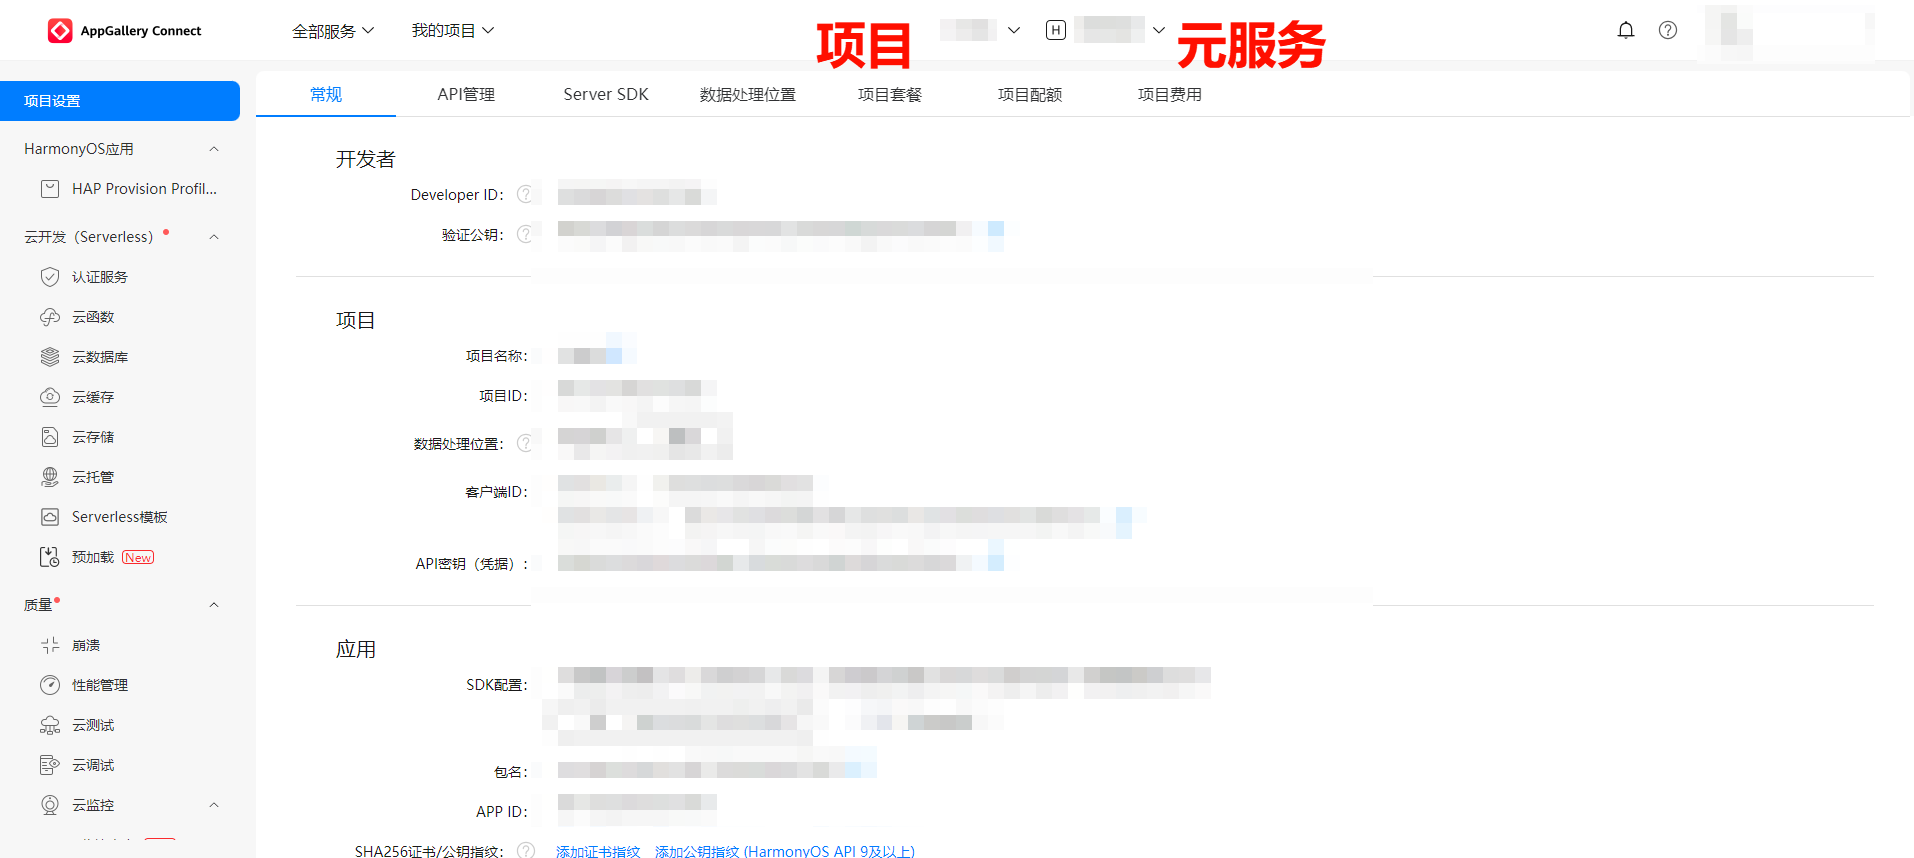 AppGallery Connect
全部服务
我的项目
项目
H
元服务
项目设置
HarmonyOS应用
HAP Provision Profil...
云开发（Serverless）
认证服务
云函数
云数据库
云缓存
云存储
云托管
Serverless模板
预加载 New
质量
崩溃
性能管理
云测试
云调试
云监控
常规 API管理 Server SDK 数据处理位置 项目套餐 项目配额 项目费用
开发者
Developer ID：
验证公钥：
项目
项目名称：
项目ID：
数据处理位置：
客户端ID：
API密钥（凭据）：
应用
SDK配置：
包名：
APP ID：
SHA256证书/公钥指纹： 添加证书指纹 添加公钥指纹 (HarmonyOS API 9及以上)